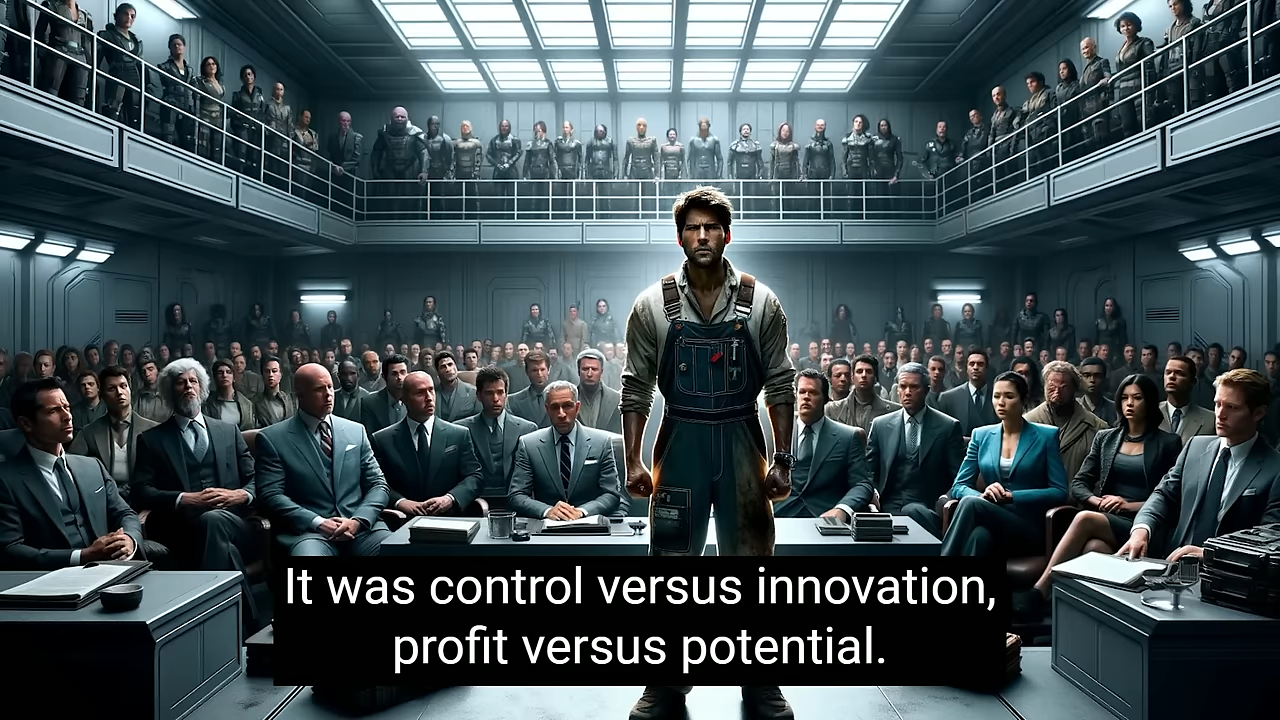 It was control versus innovation,
profit versus potential.